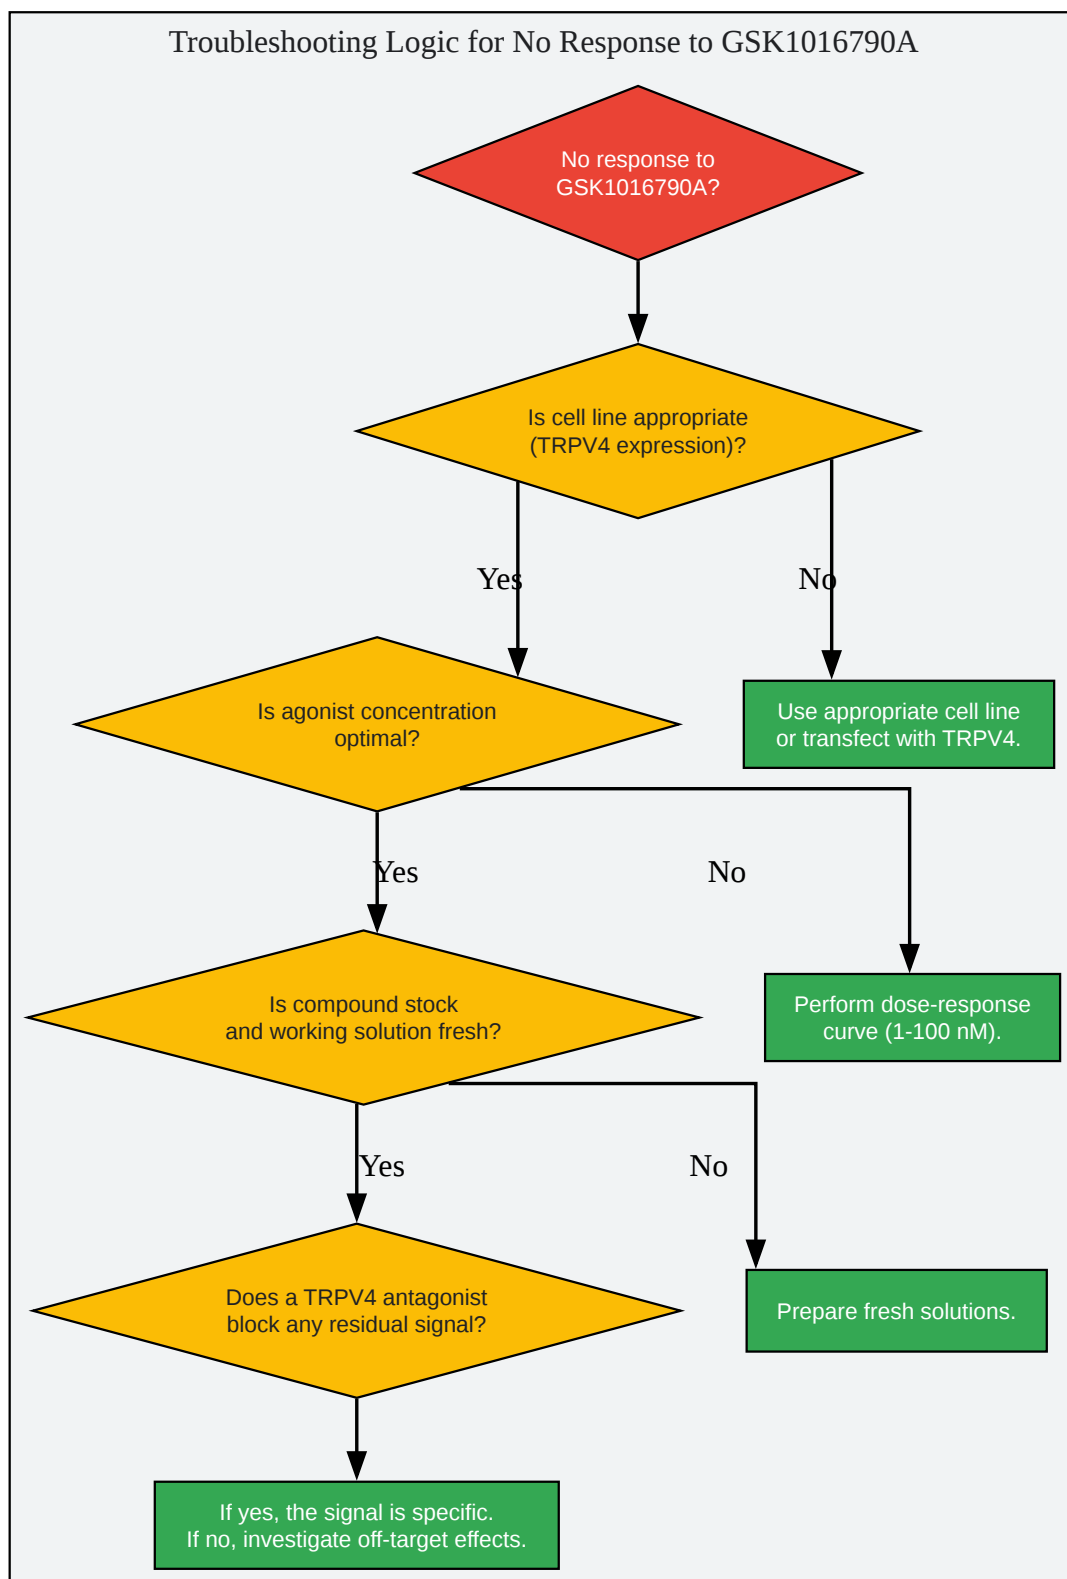 Troubleshooting Logic for No Response to GSK1016790A
No response to
GSK1016790A?
Is cell line appropriate
(TRPV4 expression)?
Yes
No
Is agonist concentration
optimal?
Use appropriate cell line
or transfect with TRPV4.
Yes
No
Is compound stock
and working solution fresh?
Perform dose-response
curve (1-100 nM).
Yes
No
Does a TRPV4 antagonist
block any residual signal?
Prepare fresh solutions.
If yes, the signal is specific.
If no, investigate off-target effects.